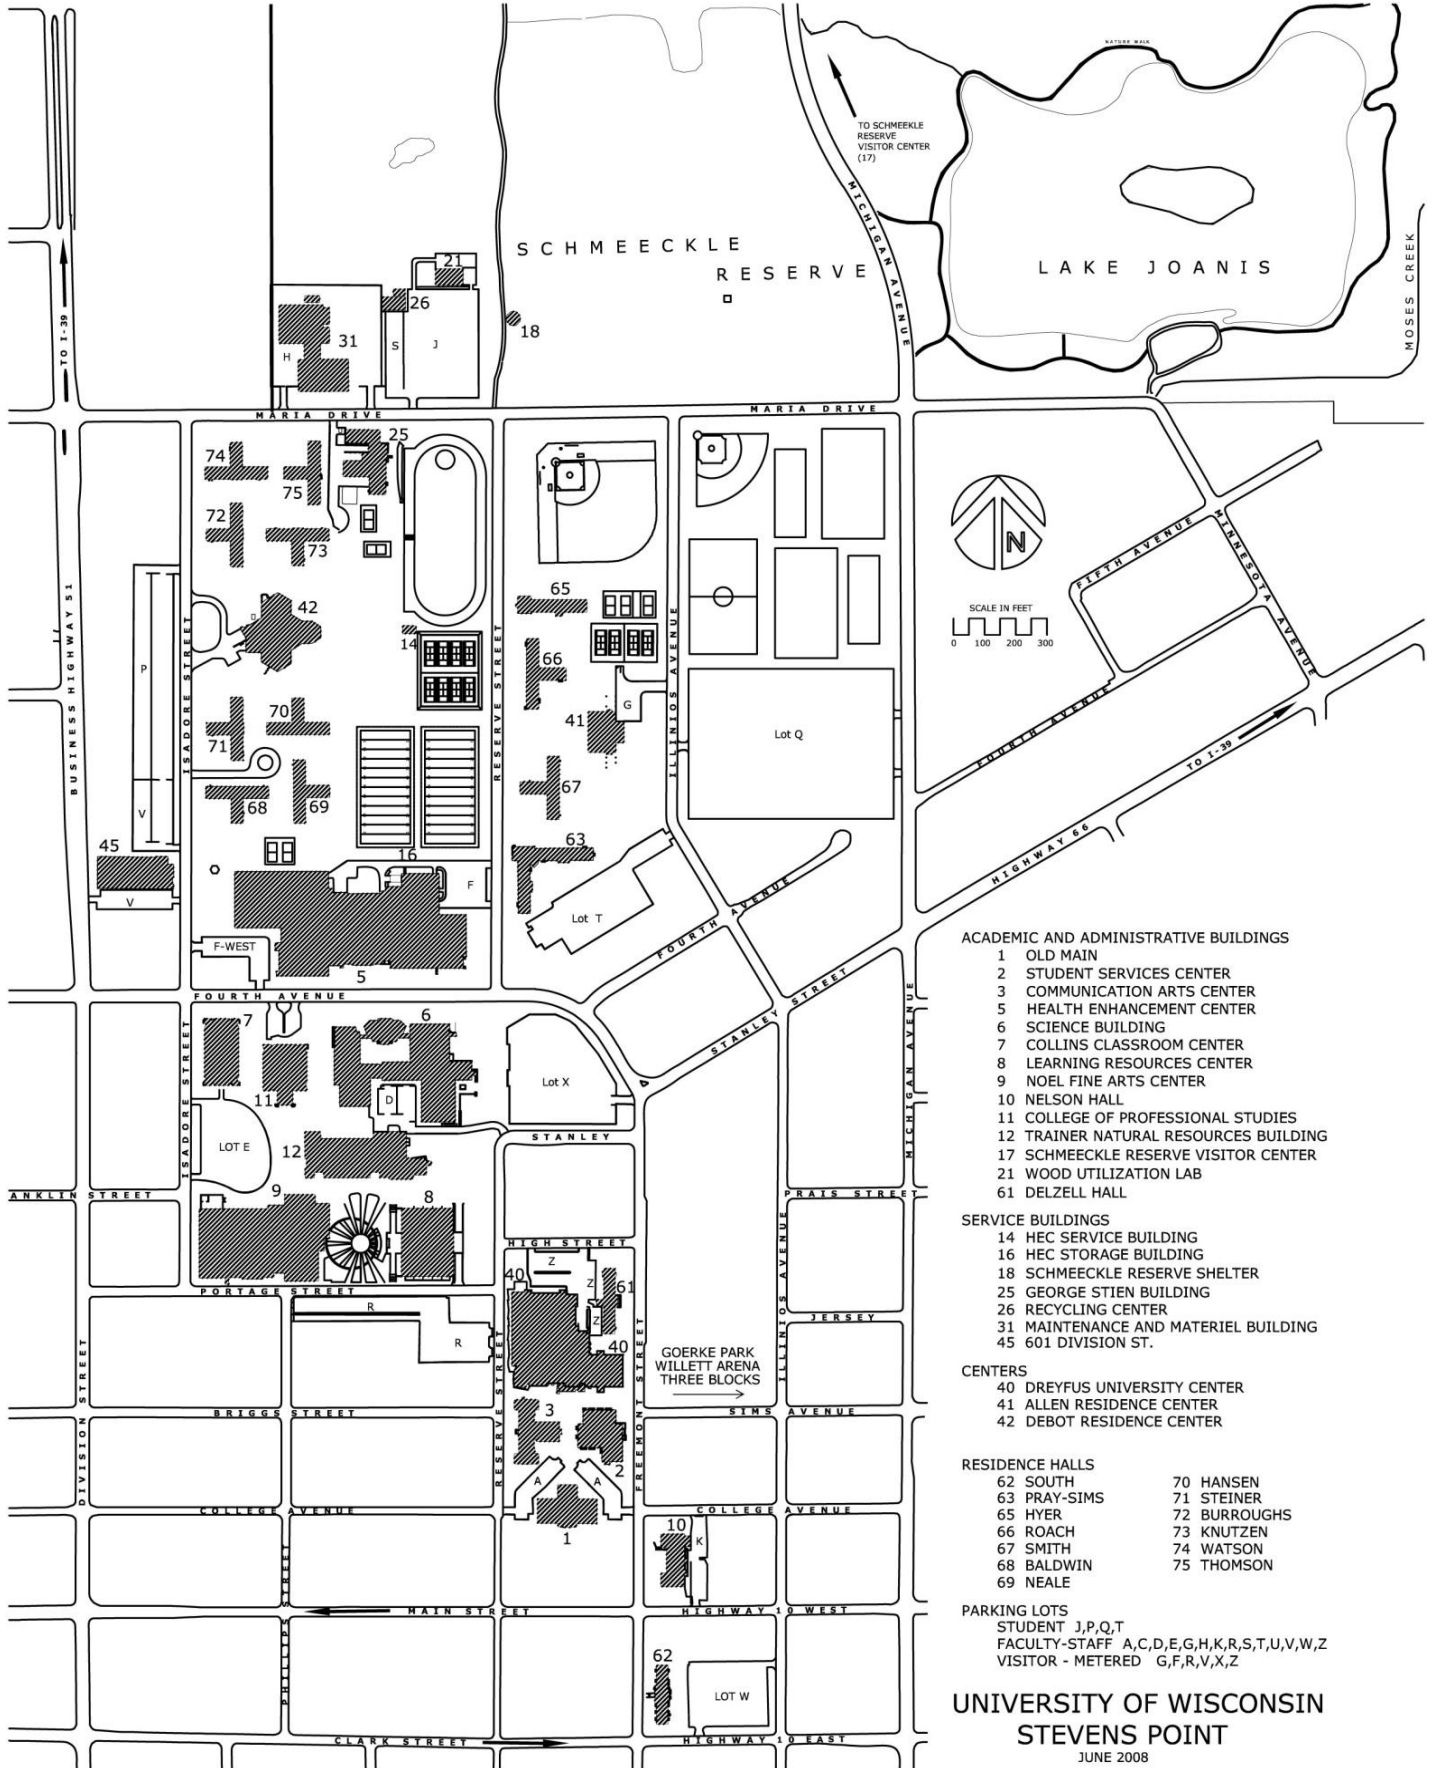 NATURE WALK
TO SCHMEEKLE
RESERVE
VISITOR CENTER
(17)
MICHIGAN AVENUE
SCHMEECKLE
RESERVE
LAKE JOANIS
MOSES CREEK
TO I-39
21
26
18
31
H
S
J
MARIA DRIVE
MARIA DRIVE
25
74
75
72
73
42
14
65
66
41
G
67
63
71
70
68
69
16
45
P
V
V
F
F-WEST
5
BUSINESS HIGHWAY 51
ISADORE STREET
RESERVE STREET
ILLINIOS AVENUE
Lot Q
Lot T
N
SCALE IN FEET
0 100 200 300
FIFTH AVENUE
MINNESOTA AVENUE
FOURTH AVENUE
TO I-39
HIGHWAY 66
FOURTH AVENUE
FOURTH AVENUE
STANLEY STREET
MICHIGAN AVENUE
7
6
11
D
Lot X
LOT E
12
ISADORE STREET
STANLEY
ANKLIN STREET
PRAIS STREET
9
8
HIGH STREET
Z
Z
Z
40
61
40
PORTAGE STREET
R
R
JERSEY
ILLINIOS AVENUE
GOERKE PARK
WILLETT ARENA
THREE BLOCKS
DIVISION STREET
RESERVE STREET
FREEMONT STREET
BRIGGS STREET
SIMS AVENUE
3
2
A
A
1
COLLEGE AVENUE
COLLEGE AVENUE
10
K
PHILLIPS STREET
MAIN STREET
HIGHWAY 10 WEST
62
LOT W
CLARK STREET
HIGHWAY 10 EAST
ACADEMIC AND ADMINISTRATIVE BUILDINGS
1 OLD MAIN
2 STUDENT SERVICES CENTER
3 COMMUNICATION ARTS CENTER
5 HEALTH ENHANCEMENT CENTER
6 SCIENCE BUILDING
7 COLLINS CLASSROOM CENTER
8 LEARNING RESOURCES CENTER
9 NOEL FINE ARTS CENTER
10 NELSON HALL
11 COLLEGE OF PROFESSIONAL STUDIES
12 TRAINER NATURAL RESOURCES BUILDING
17 SCHMEECKLE RESERVE VISITOR CENTER
21 WOOD UTILIZATION LAB
61 DELZELL HALL
SERVICE BUILDINGS
14 HEC SERVICE BUILDING
16 HEC STORAGE BUILDING
18 SCHMEECKLE RESERVE SHELTER
25 GEORGE STIEN BUILDING
26 RECYCLING CENTER
31 MAINTENANCE AND MATERIEL BUILDING
45 601 DIVISION ST.
CENTERS
40 DREYFUS UNIVERSITY CENTER
41 ALLEN RESIDENCE CENTER
42 DEBOT RESIDENCE CENTER
RESIDENCE HALLS
62 SOUTH
63 PRAY-SIMS
65 HYER
66 ROACH
67 SMITH
68 BALDWIN
69 NEALE
70 HANSEN
71 STEINER
72 BURROUGHS
73 KNUTZEN
74 WATSON
75 THOMSON
PARKING LOTS
STUDENT J,P,Q,T
FACULTY-STAFF A,C,D,E,G,H,K,R,S,T,U,V,W,Z
VISITOR - METERED G,F,R,V,X,Z
UNIVERSITY OF WISCONSIN
STEVENS POINT
JUNE 2008